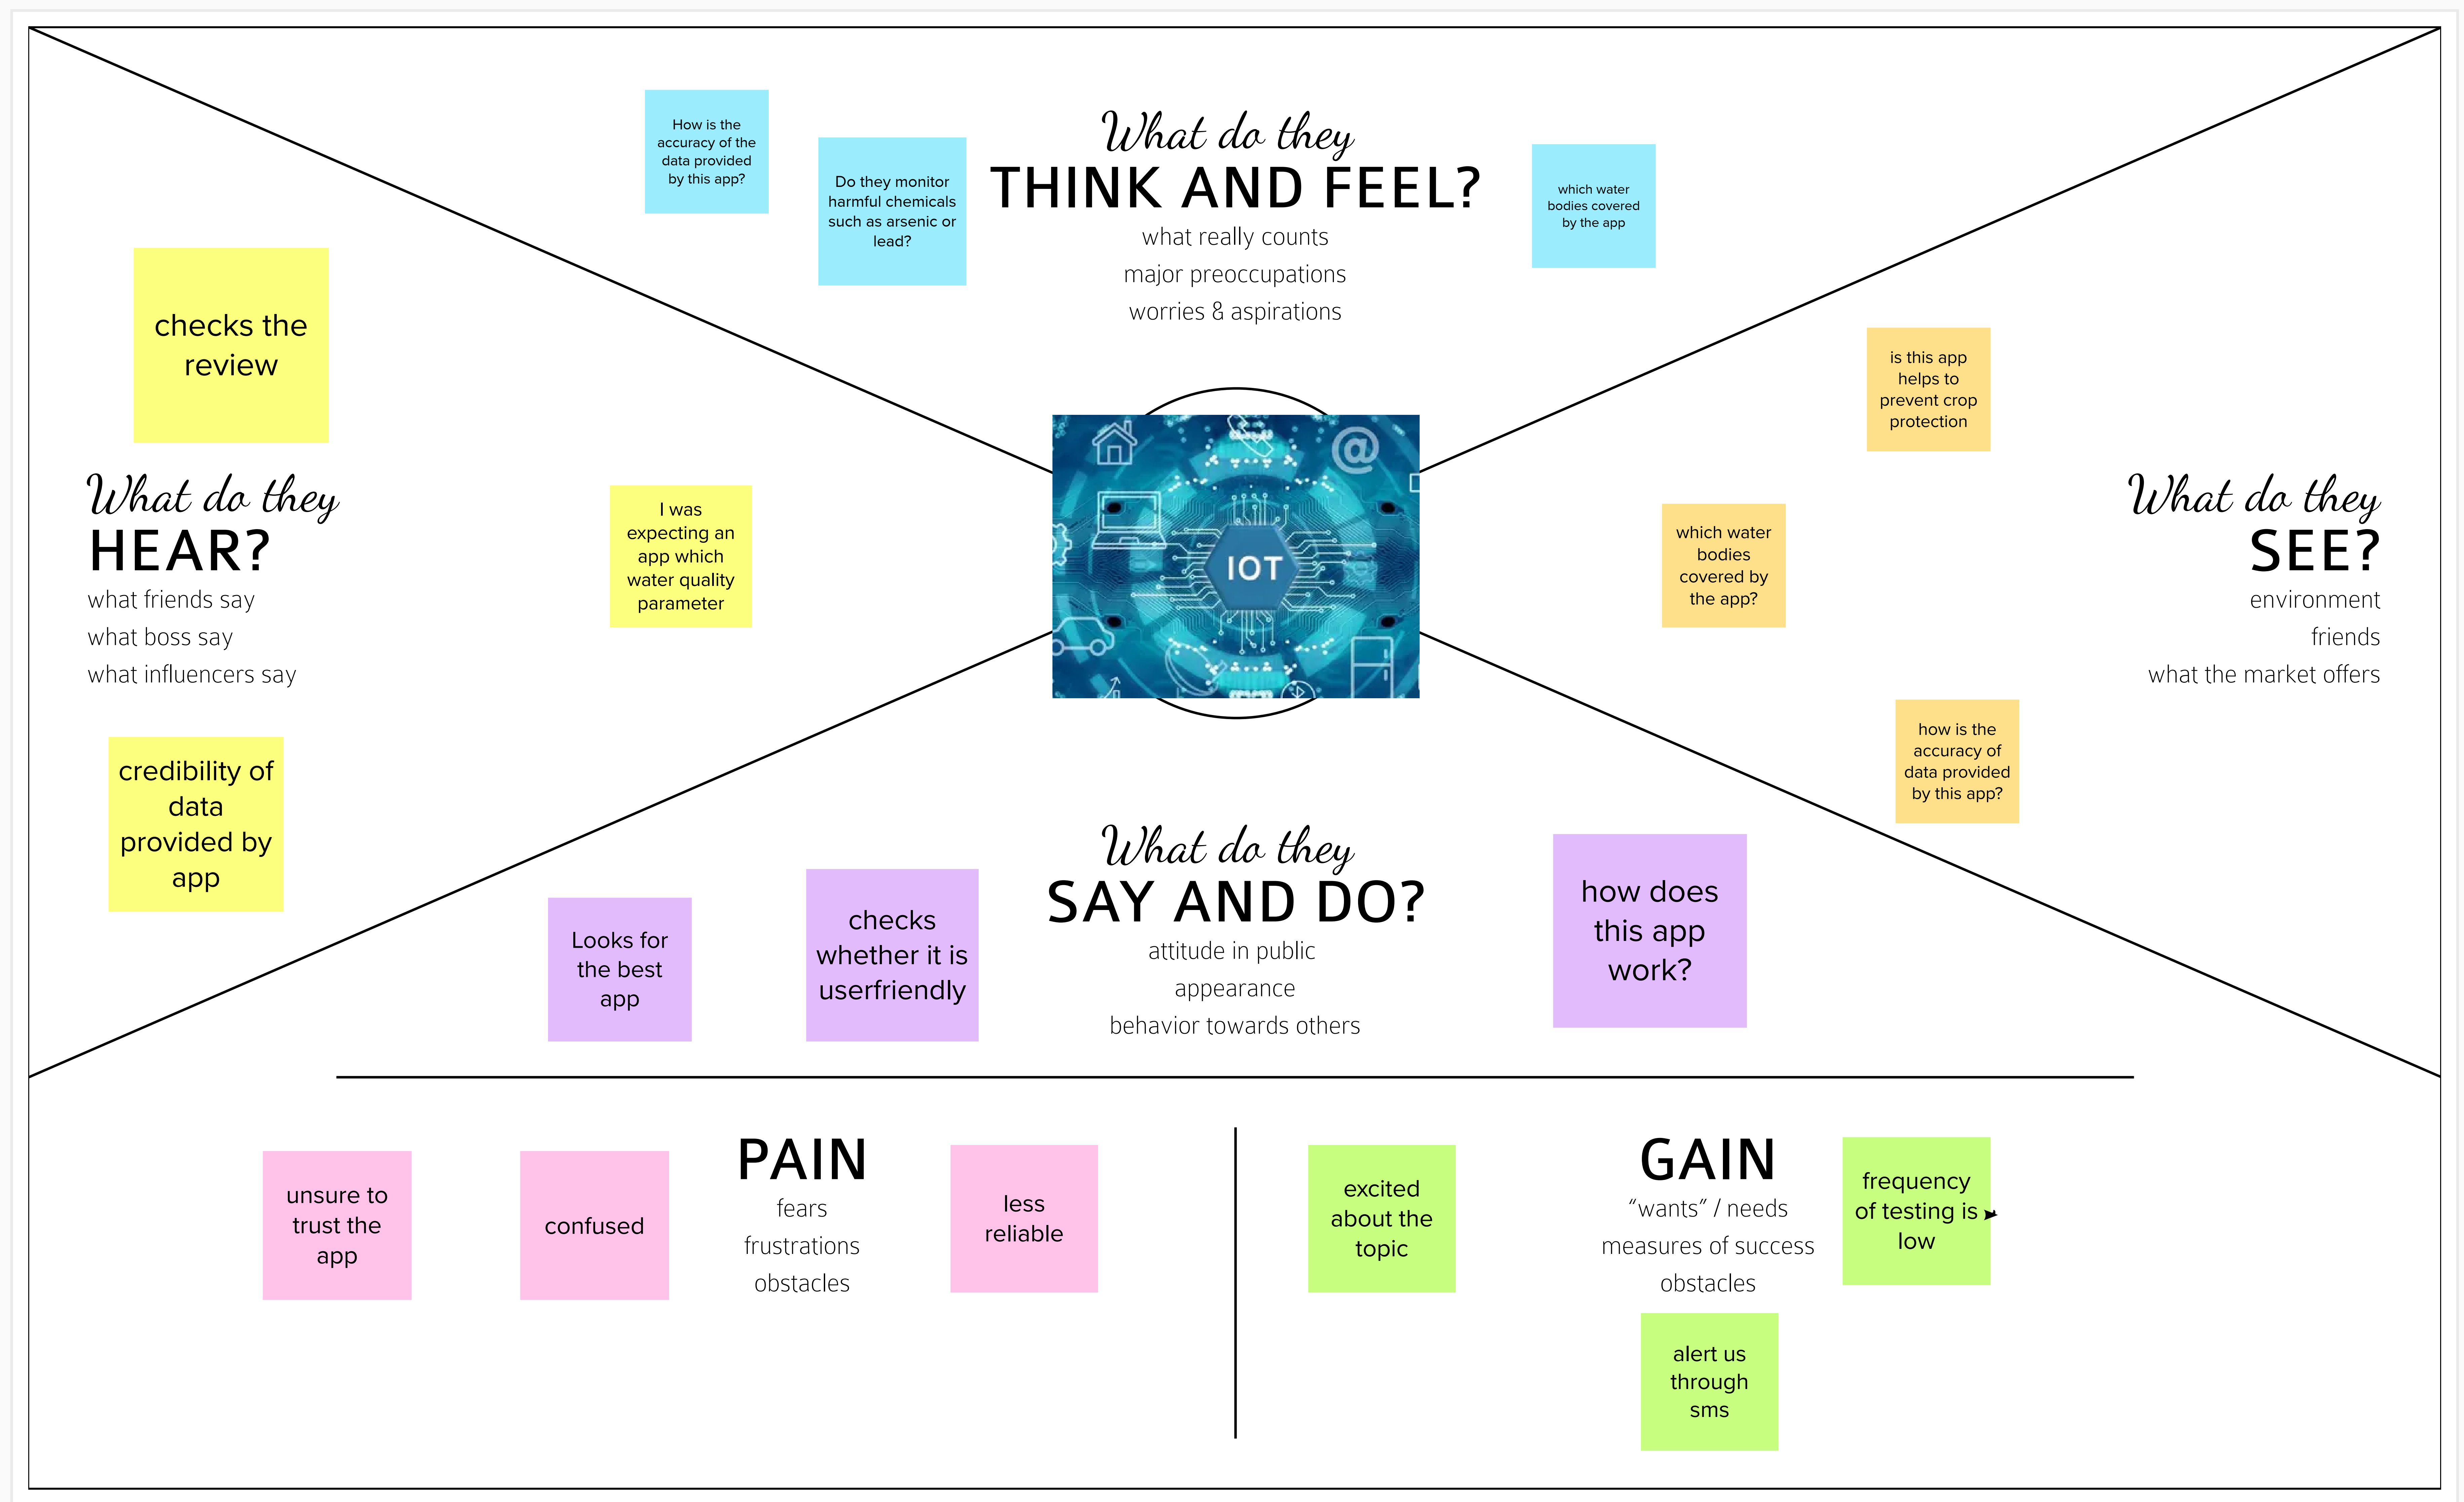 What do they
THINK AND FEEL?
what really counts
major preoccupations
worries & aspirations
How is the
accuracy of the
data provided
by this app?
Do they monitor
harmful chemicals
such as arsenic or
lead?
which water
bodies covered
by the app
checks the
review
What do they
HEAR?
what friends say
what boss say
what influencers say
I was
expecting an
app which
water quality
parameter
credibility of
data
provided by
app
@
IOT
is this app
helps to
prevent crop
protection
which water
bodies
covered by
the app?
What do they
SEE?
environment
friends
what the market offers
how is the
accuracy of
data provided
by this app?
What do they
SAY AND DO?
attitude in public
appearance
behavior towards others
Looks for
the best
app
checks
whether it is
userfriendly
how does
this app
work?
PAIN
fears
frustrations
obstacles
unsure to
trust the
app
confused
less
reliable
GAIN
“wants” / needs
measures of success
obstacles
excited
about the
topic
frequency
of testing is
low
alert us
through
sms